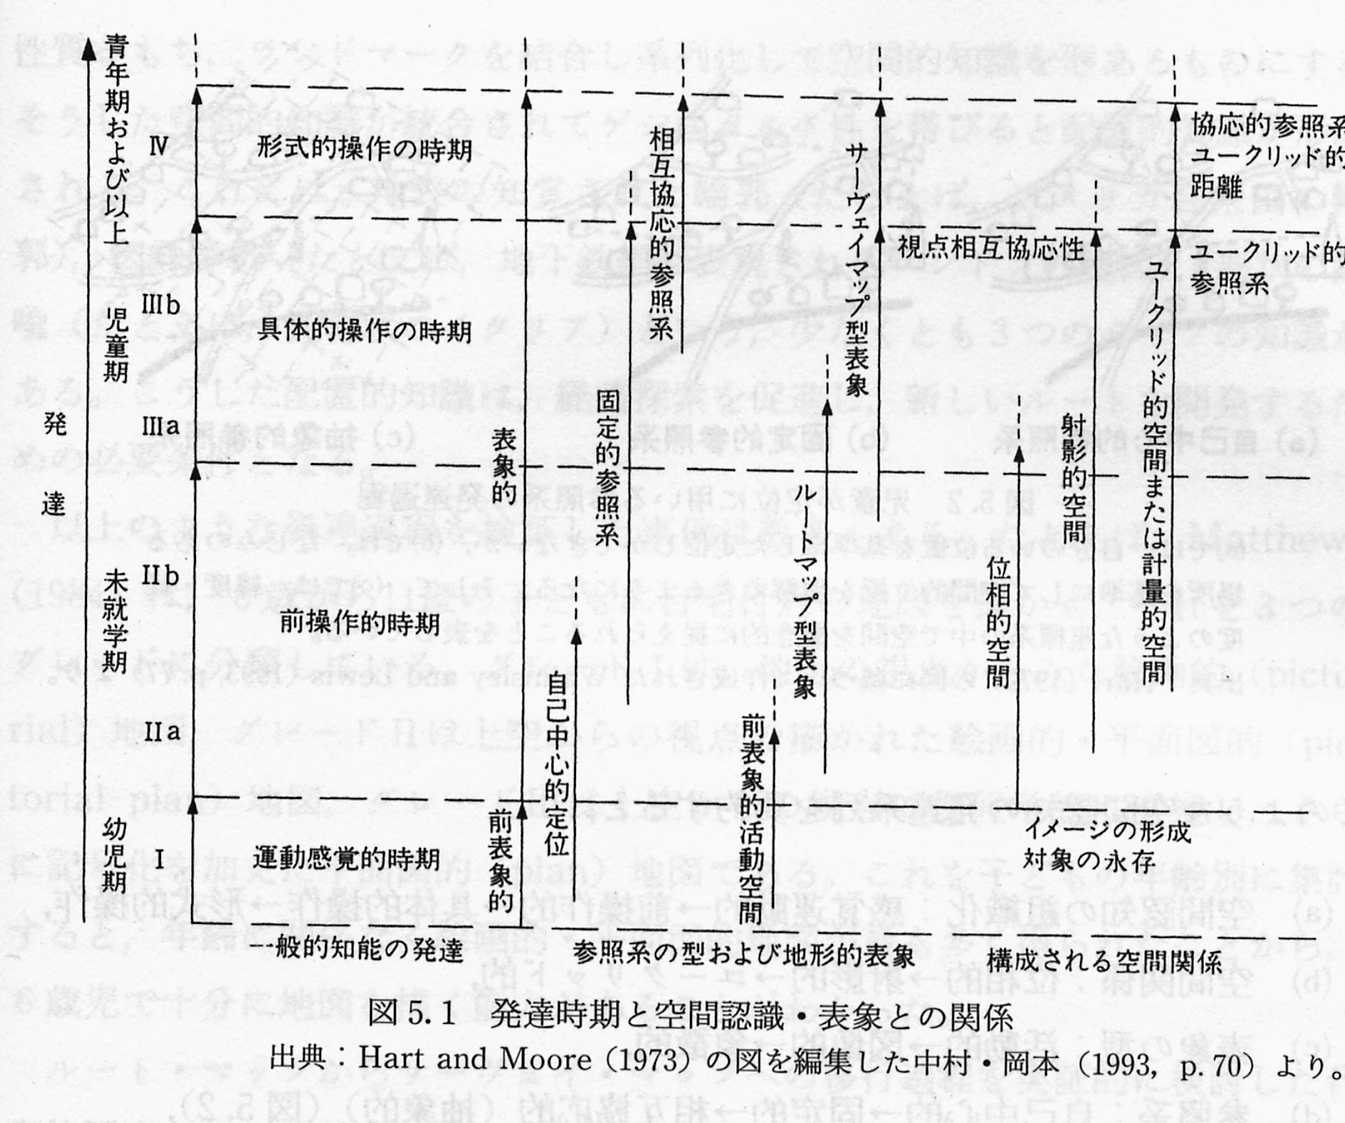 青年期および以上
児童期
未就学期
幼児期
発達
Ⅳ
Ⅲb
Ⅲa
Ⅱb
Ⅱa
Ⅰ
形式的操作の時期
具体的操作の時期
前操作的時期
運動感覚的時期
表象的
前表象的
自己中心的定位
固定的参照系
相互協応的参照系
前表象的活動空間
ルートマップ型表象
サーヴェイマップ型表象
位相的空間
射影的空間
視点相互協応性
ユークリッド的空間または計量的空間
協応的参照系
ユークリッド的
距離
ユークリッド的
参照系
イメージの形成
対象の永存
一般的知能の発達
参照系の型および地形的表象
構成される空間関係
図5.1 発達時期と空間認識・表象との関係
出典：Hart and Moore（1973）の図を編集した中村・岡本（1993, p.70）より。